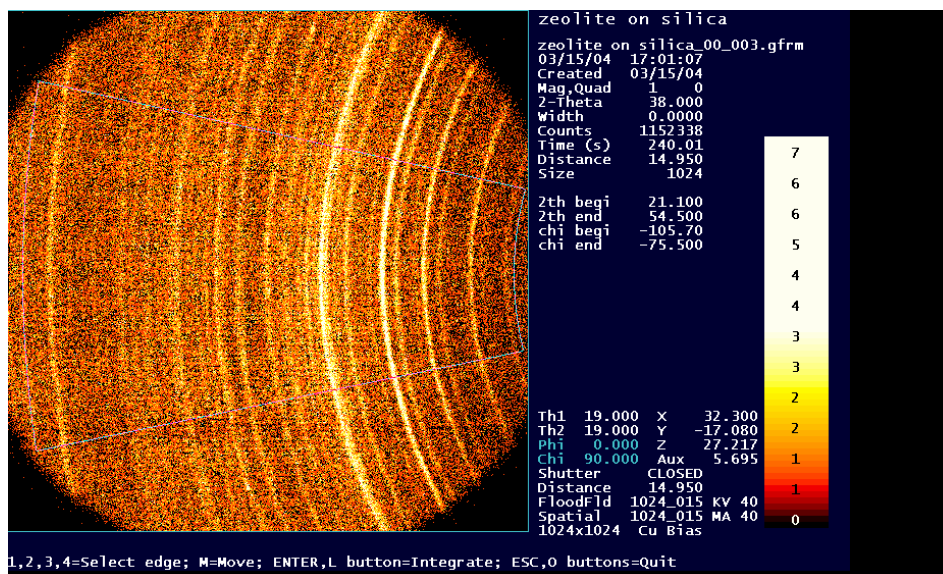 zeolite on silica
zeolite on silica_00_003.gfrm
03/15/04 17:01:07
Created 03/15/04
Mag,Quad 1 0
2-Theta 38.000
Width 0.0000
Counts 1152338
Time (s) 240.01
Distance 14.950
Size 1024
2th begi 21.100
2th end 54.500
chi begi -105.70
chi end -75.500
7
6
6
5
4
4
3
3
2
2
1
1
0
Th1 19.000 X 32.300
Th2 19.000 Y -17.080
Phi 0.000 Z 27.217
Chi 90.000 Aux 5.695
Shutter CLOSED
Distance 14.950
FloodFld 1024_015 KV 40
Spatial 1024_015 MA 40
1024x1024 Cu Bias
1,2,3,4=Select edge; M=Move; ENTER,L button=Integrate; ESC,O buttons=Quit